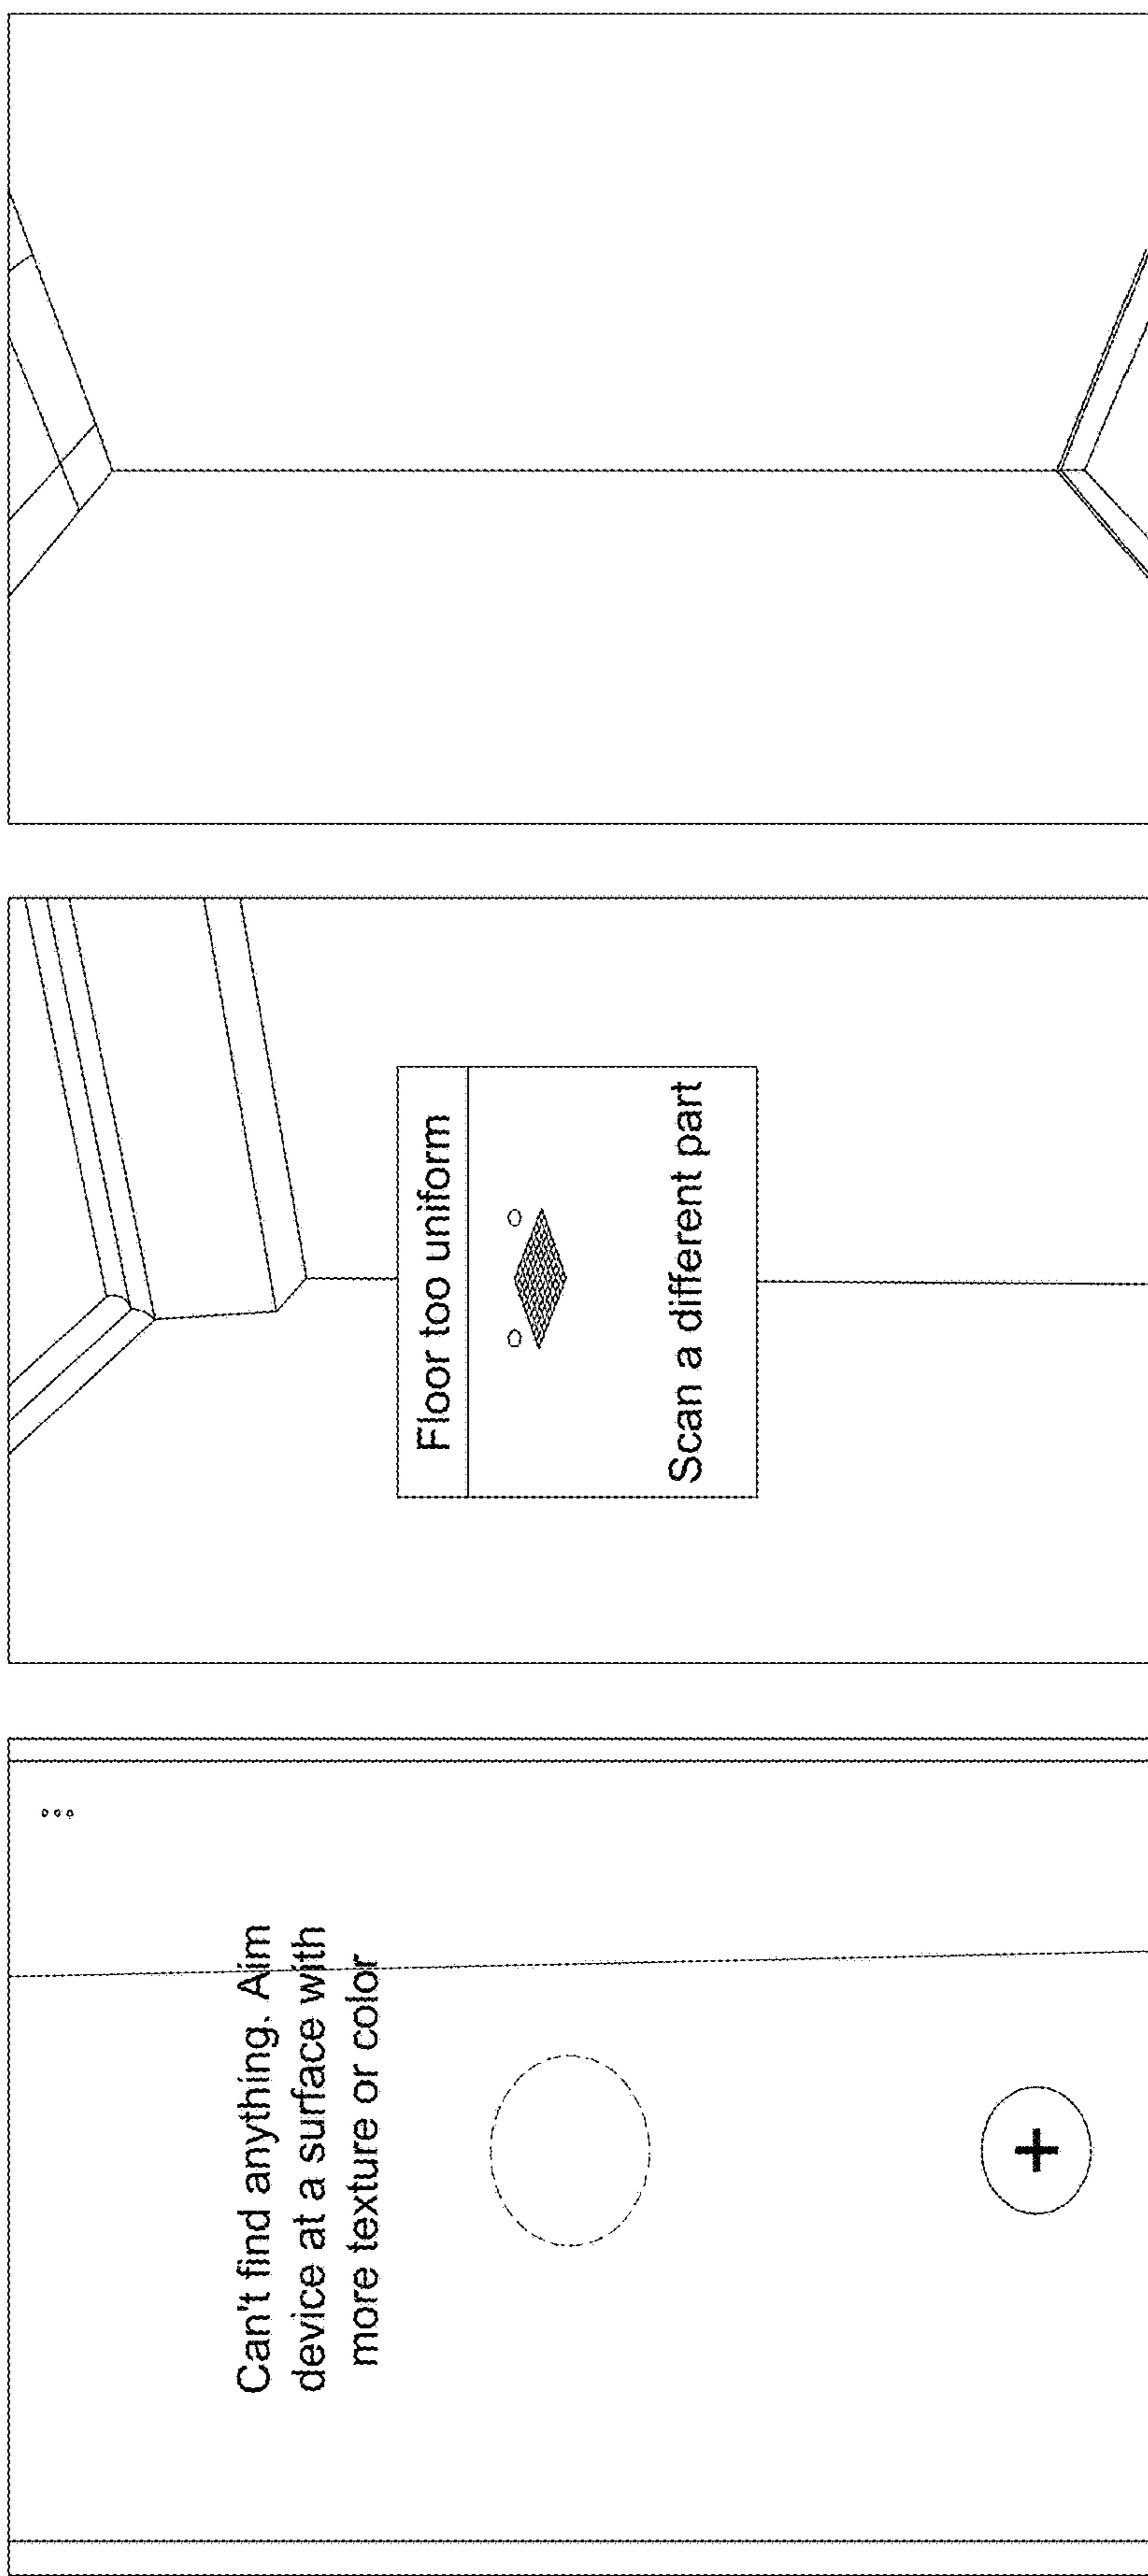 Can't find anything. Aim
device at a surface with
more texture or color
Floor too uniform
Scan a different part